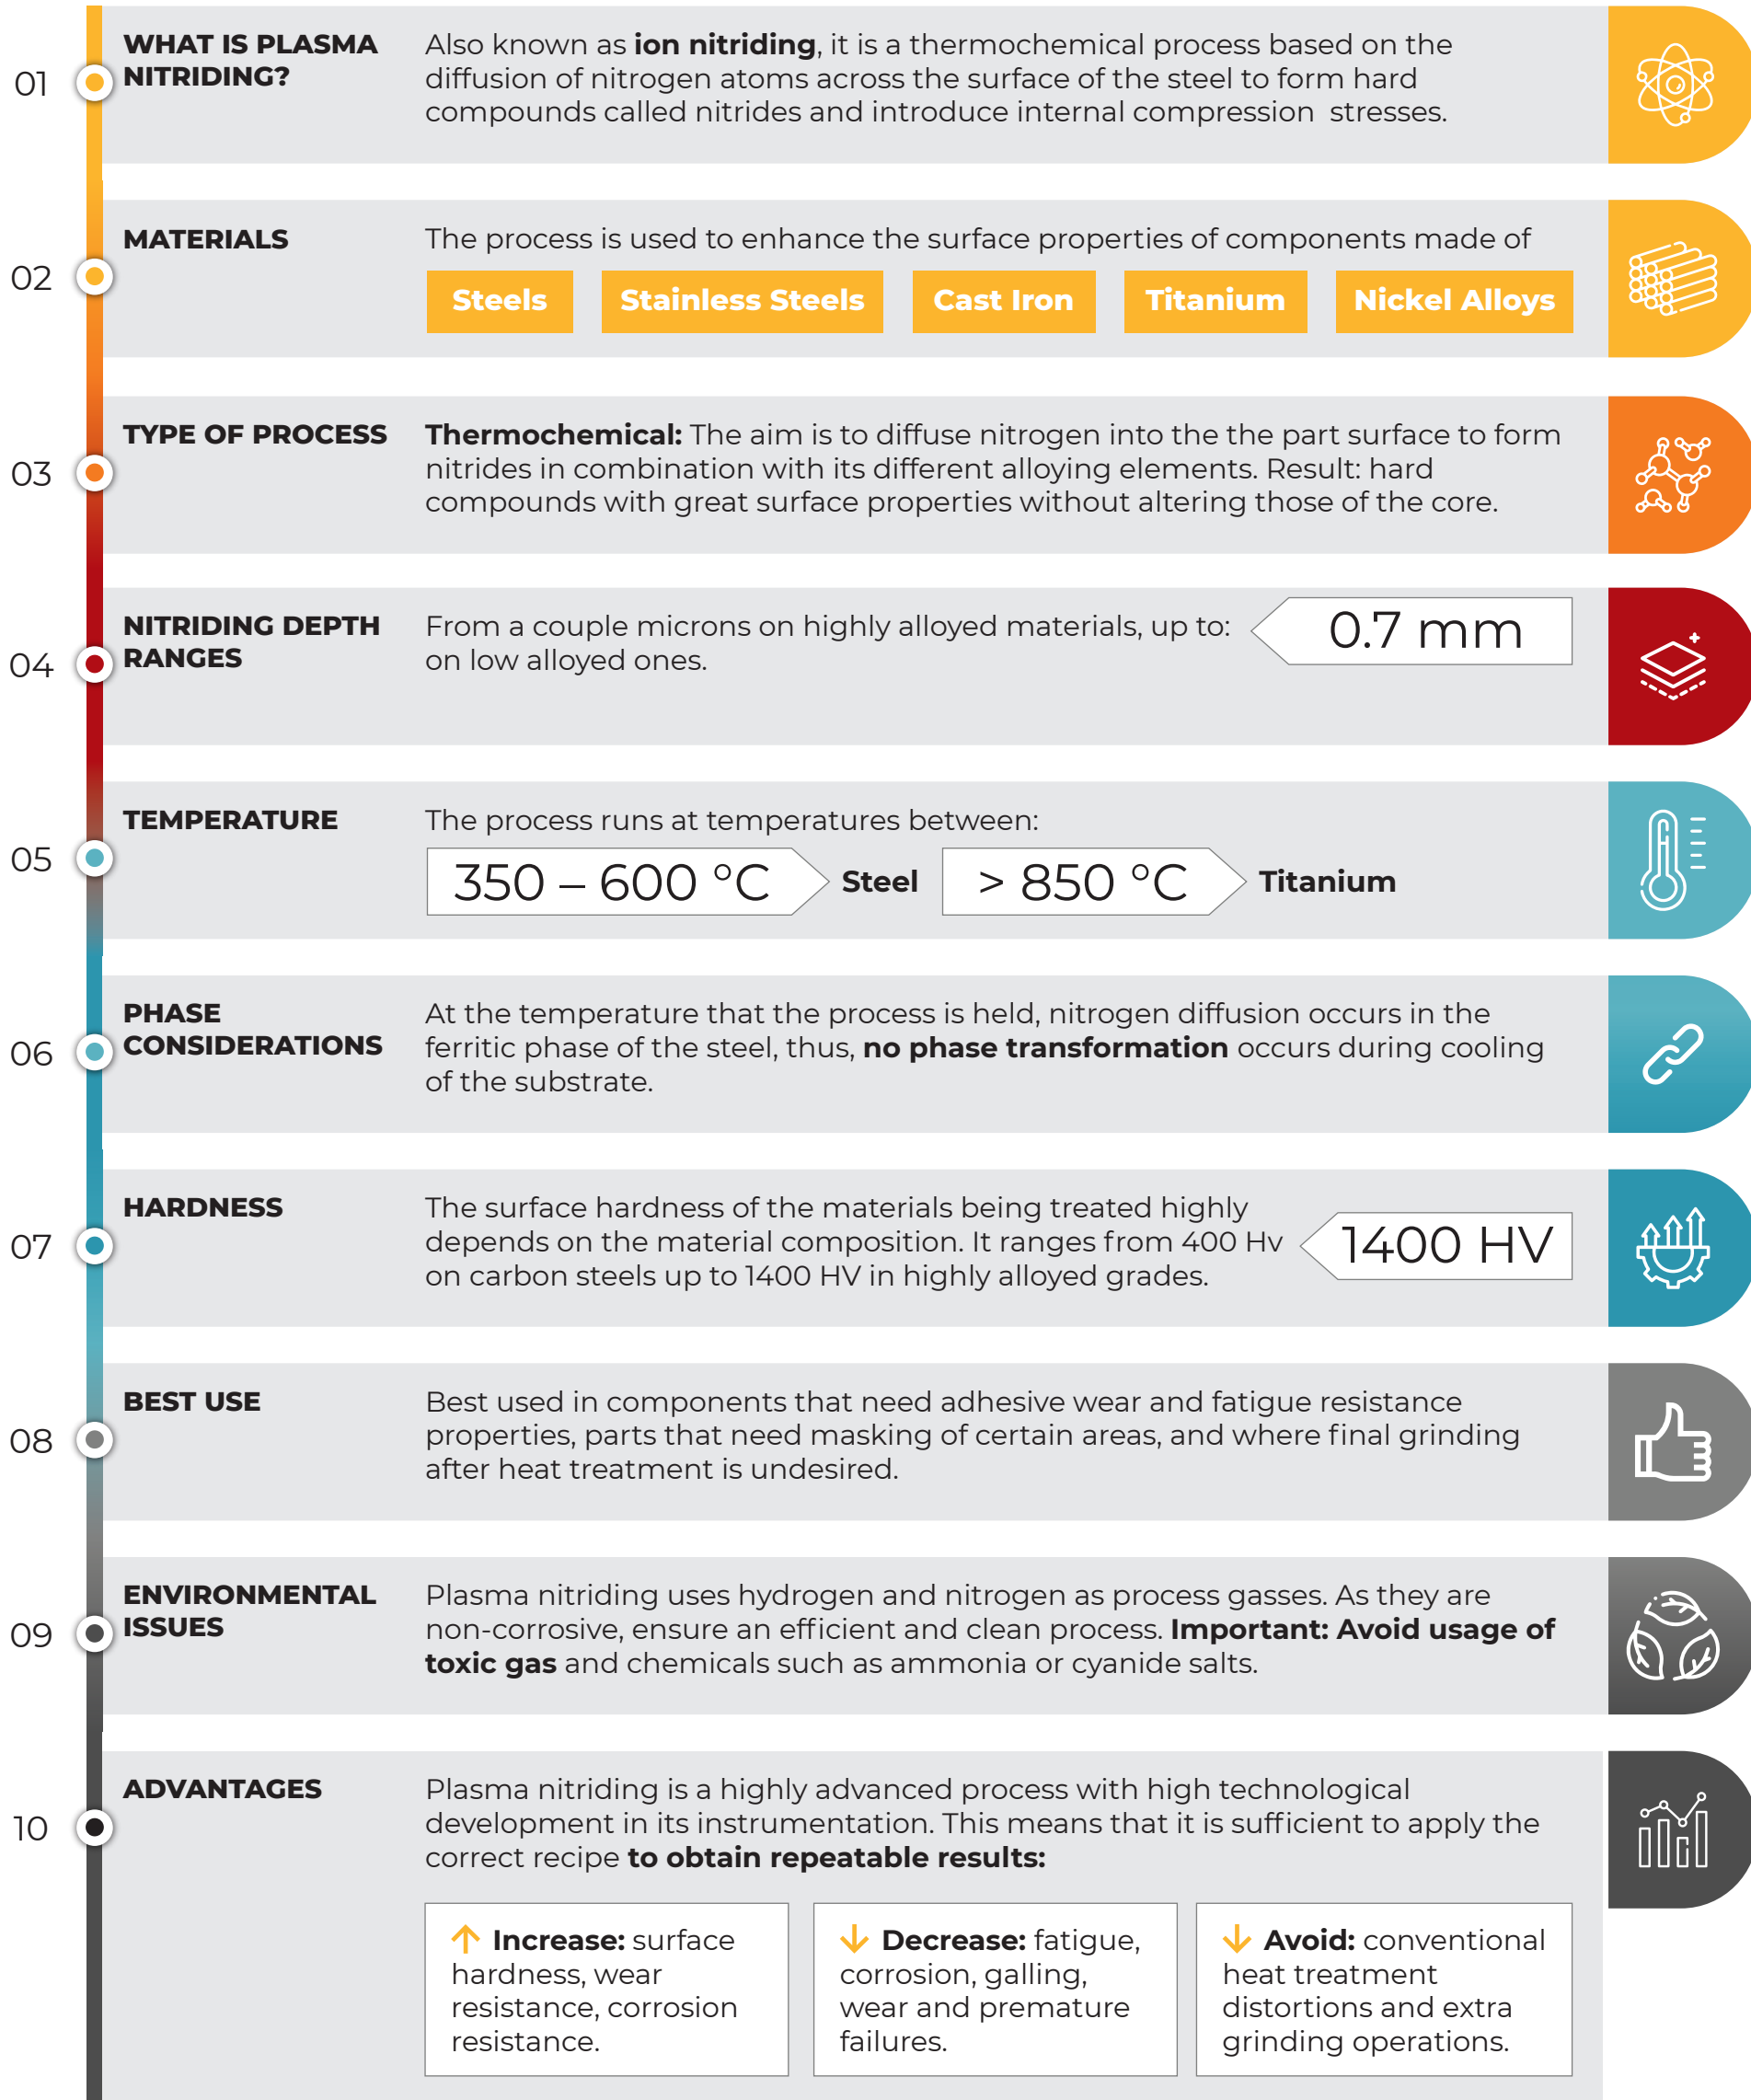 01
WHAT IS PLASMA
NITRIDING?
Also known as ion nitriding, it is a thermochemical process based on the
diffusion of nitrogen atoms across the surface of the steel to form hard
compounds called nitrides and introduce internal compression stresses.
02
MATERIALS
The process is used to enhance the surface properties of components made of
Steels
Stainless Steels
Cast Iron
Titanium
Nickel Alloys
03
TYPE OF PROCESS
Thermochemical: The aim is to diffuse nitrogen into the the part surface to form
nitrides in combination with its different alloying elements. Result: hard
compounds with great surface properties without altering those of the core.
04
NITRIDING DEPTH
RANGES
From a couple microns on highly alloyed materials, up to:
0.7 mm
on low alloyed ones.
05
TEMPERATURE
The process runs at temperatures between:
350 – 600 °C
Steel
> 850 °C
Titanium
06
PHASE
CONSIDERATIONS
At the temperature that the process is held, nitrogen diffusion occurs in the
ferritic phase of the steel, thus, no phase transformation occurs during cooling
of the substrate.
07
HARDNESS
The surface hardness of the materials being treated highly
depends on the material composition. It ranges from 400 Hv
on carbon steels up to 1400 HV in highly alloyed grades.
1400 HV
08
BEST USE
Best used in components that need adhesive wear and fatigue resistance
properties, parts that need masking of certain areas, and where final grinding
after heat treatment is undesired.
09
ENVIRONMENTAL
ISSUES
Plasma nitriding uses hydrogen and nitrogen as process gasses. As they are
non-corrosive, ensure an efficient and clean process. Important: Avoid usage of
toxic gas and chemicals such as ammonia or cyanide salts.
10
ADVANTAGES
Plasma nitriding is a highly advanced process with high technological
development in its instrumentation. This means that it is sufficient to apply the
correct recipe to obtain repeatable results:
↑ Increase: surface
hardness, wear
resistance, corrosion
resistance.
↓ Decrease: fatigue,
corrosion, galling,
wear and premature
failures.
↓ Avoid: conventional
heat treatment
distortions and extra
grinding operations.